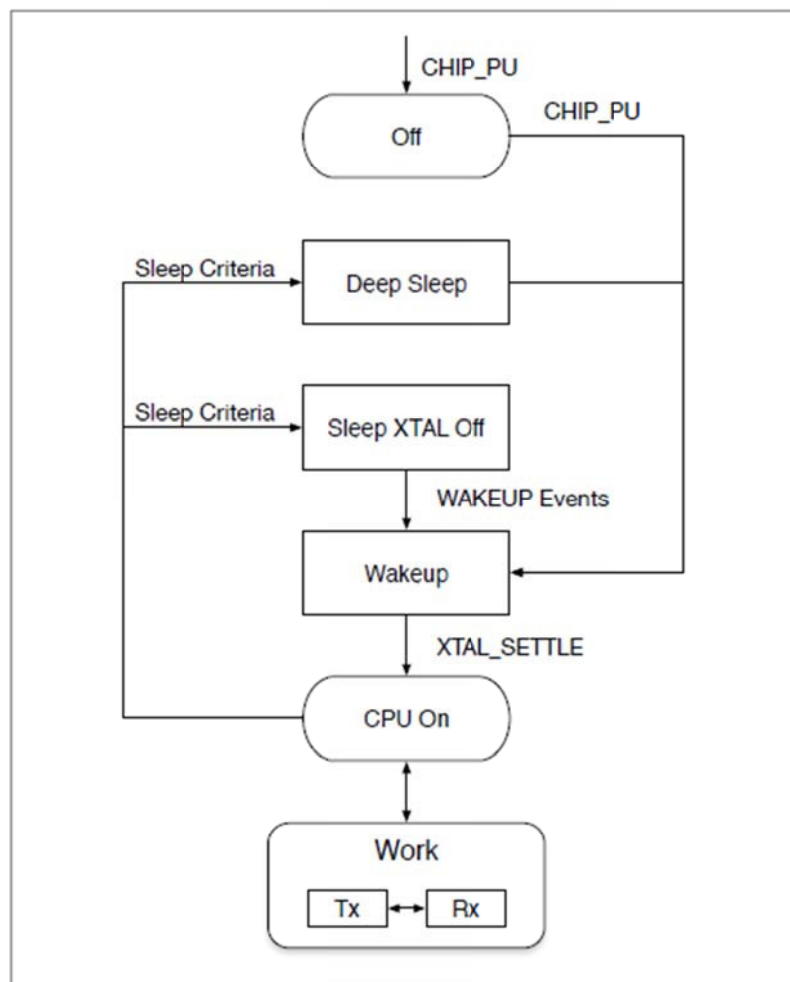 CHIP_PU
CHIP_PU
Off
Sleep Criteria
Deep Sleep
Sleep Criteria
Sleep XTAL Off
WAKEUP Events
Wakeup
XTAL_SETTLE
CPU On
Work
Tx
Rx